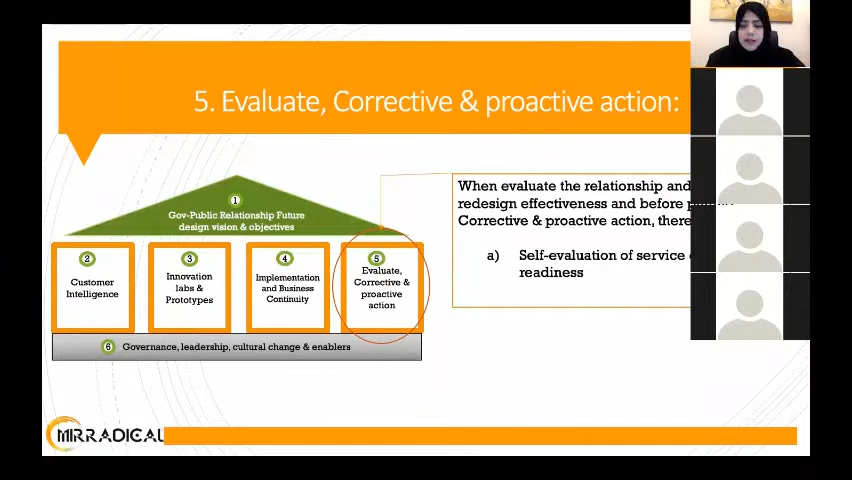 5. Evaluate, Corrective & proactive action:
1
Gov-Public Relationship Future
design vision & objectives
2
Customer
Intelligence
3
Innovation
labs &
Prototypes
4
Implementation
and Business
Continuity
5
Evaluate,
Corrective &
proactive
action
6 Governance, leadership, cultural change & enablers
When evaluate the relationship and
redesign effectiveness and before
Corrective & proactive action, there
a) Self-evaluation of service
readiness
MIRRADICAL